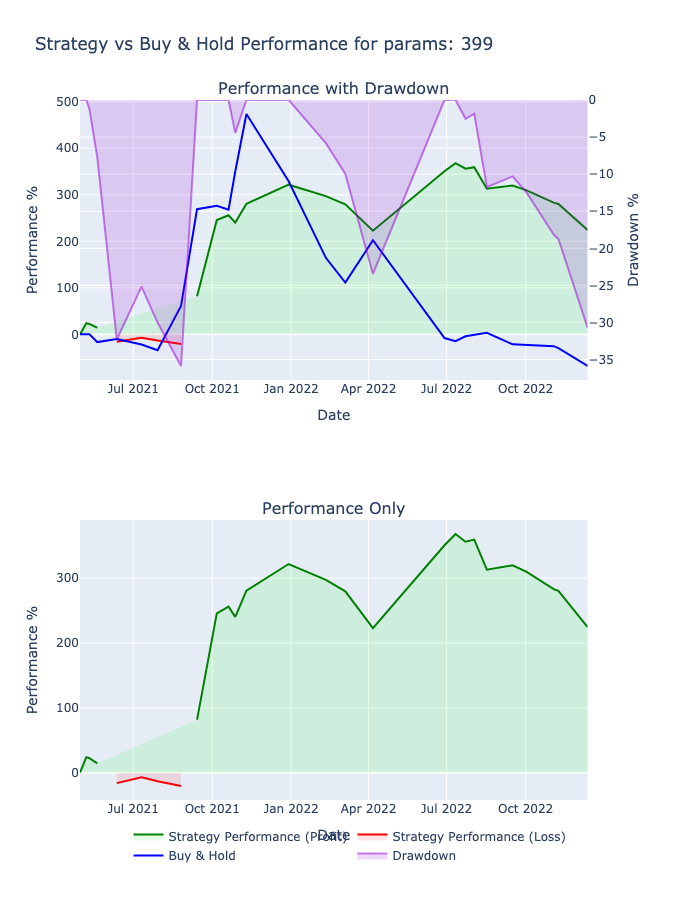 Strategy vs Buy & Hold Performance for params: 399
Performance with Drawdown
500
400
300
200
100
0
Performance %
0
−5
−10
−15
−20
−25
−30
−35
Drawdown %
Jul 2021
Oct 2021
Jan 2022
Apr 2022
Jul 2022
Oct 2022
Date
Performance Only
300
200
100
0
Performance %
Jul 2021
Oct 2021
Jan 2022
Apr 2022
Jul 2022
Oct 2022
Date
Strategy Performance (Profit)
Strategy Performance (Loss)
Buy & Hold
Drawdown